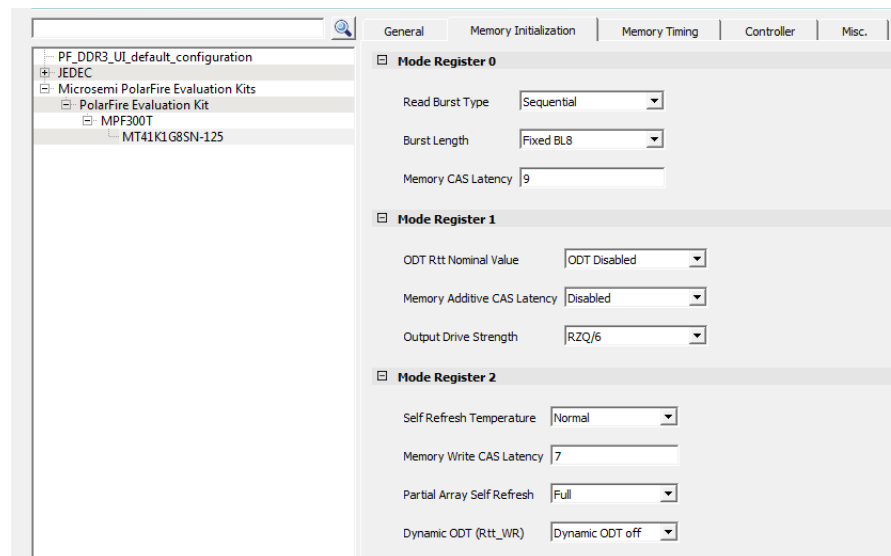 General
Memory Initialization
Memory Timing
Controller
Misc.
PF_DDR3_UI_default_configuration
JEDEC
Microsemi PolarFire Evaluation Kits
PolarFire Evaluation Kit
MPF300T
MT41K1G8SN-125
Mode Register 0
Read Burst Type Sequential
Burst Length Fixed BL8
Memory CAS Latency 9
Mode Register 1
ODT Rtt Nominal Value ODT Disabled
Memory Additive CAS Latency Disabled
Output Drive Strength RZQ/6
Mode Register 2
Self Refresh Temperature Normal
Memory Write CAS Latency 7
Partial Array Self Refresh Full
Dynamic ODT (Rtt_WR) Dynamic ODT off